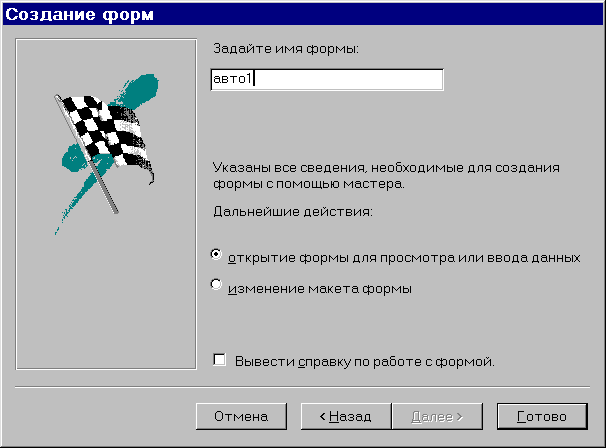 Создание форм
Задайте имя формы:
авто1
Указаны все сведения, необходимые для создания
формы с помощью мастера.
Дальнейшие действия:
открытие формы для просмотра или ввода данных
изменение макета формы
Вывести справку по работе с формой.
Отмена
< Назад
Далее >
Готово